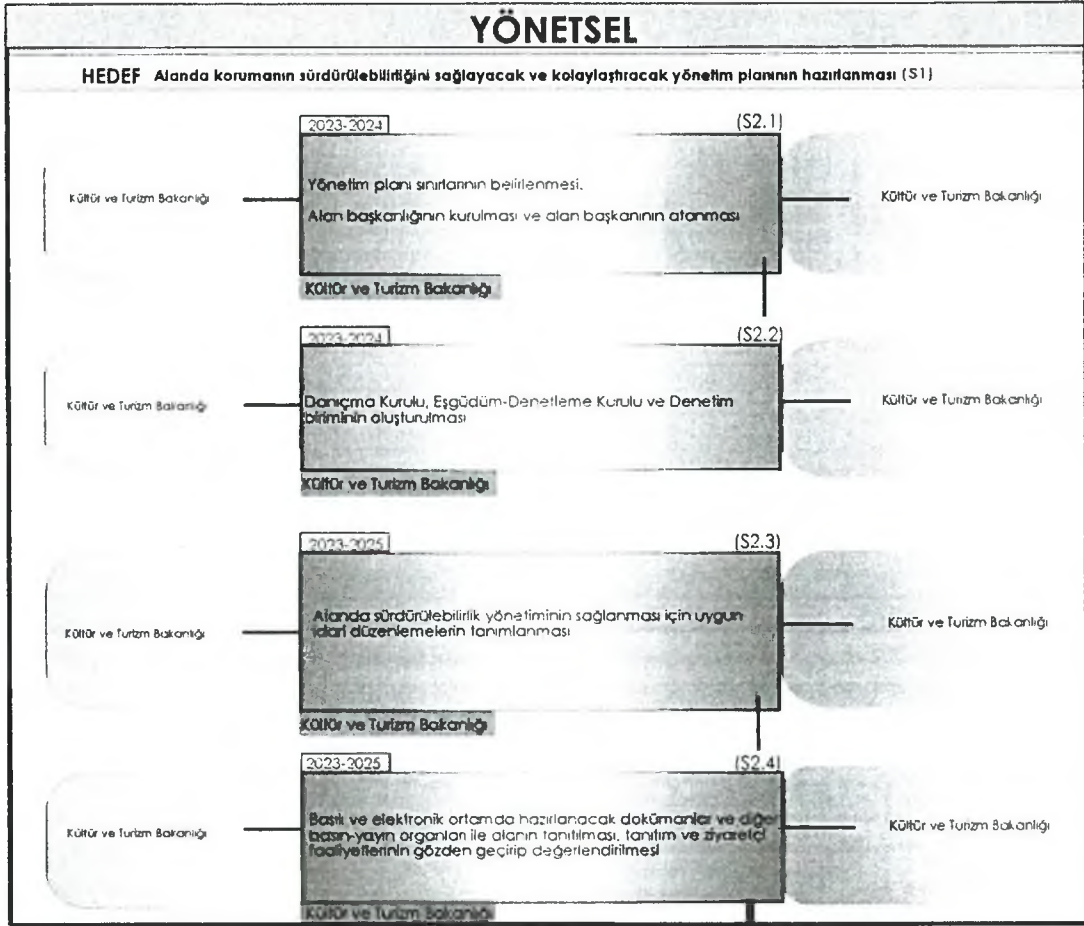 YÖNETSEL
HEDEF Alanda korumanın sürdürülebilirliğini sağlayacak ve kolaylaştıracak yönetim planının hazırlanması (S1)
2023-2024
(S2.1)
Kültür ve Turizm Bakanlığı
Yönetim planı sınırlarının belirlenmesi.
Alan başkanlığının kurulması ve alan başkanının atanması
Kültür ve Turizm Bakanlığı
Kültür ve Turizm Bakanlığı
2023-2024
(S2.2)
Kültür ve Turizm Bakanlığı
Danışma Kurulu, Eşgüdüm-Denetleme Kurulu ve Denetim
biriminin oluşturulması
Kültür ve Turizm Bakanlığı
Kültür ve Turizm Bakanlığı
2023-2025
(S2.3)
Kültür ve Turizm Bakanlığı
Alanda sürdürülebilirlik yönetiminin sağlanması için uygun
idari düzenlemelerin tanımlanması
Kültür ve Turizm Bakanlığı
Kültür ve Turizm Bakanlığı
2023-2025
(S2.4)
Kültür ve Turizm Bakanlığı
Basılı ve elektronik ortamda hazırlanacak dokümanlar ve diğer
basın-yayın organları ile alanın tanıtılması, tanıtım ve ziyaretçi
faaliyetlerinin gözden geçirip değerlendirilmesi
Kültür ve Turizm Bakanlığı
Kültür ve Turizm Bakanlığı